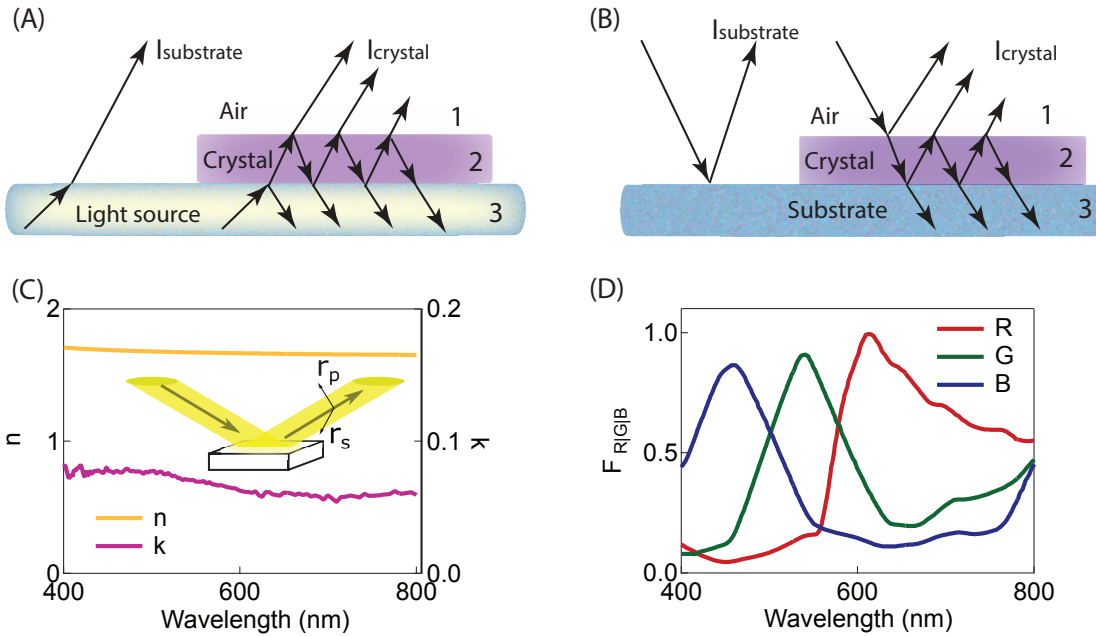 (A)
Isubstrate
Icrystal
Air
1
Crystal
2
Light source
3
(B)
Isubstrate
Icrystal
Air
1
Crystal
2
Substrate
3
(C)
2
0.2
n
1
0.1
k
rp
rs
n
k
0
0.0
400
600
800
Wavelength (nm)
(D)
1.0
R
G
B
FR|G|B
0.5
0.0
400
600
800
Wavelength (nm)